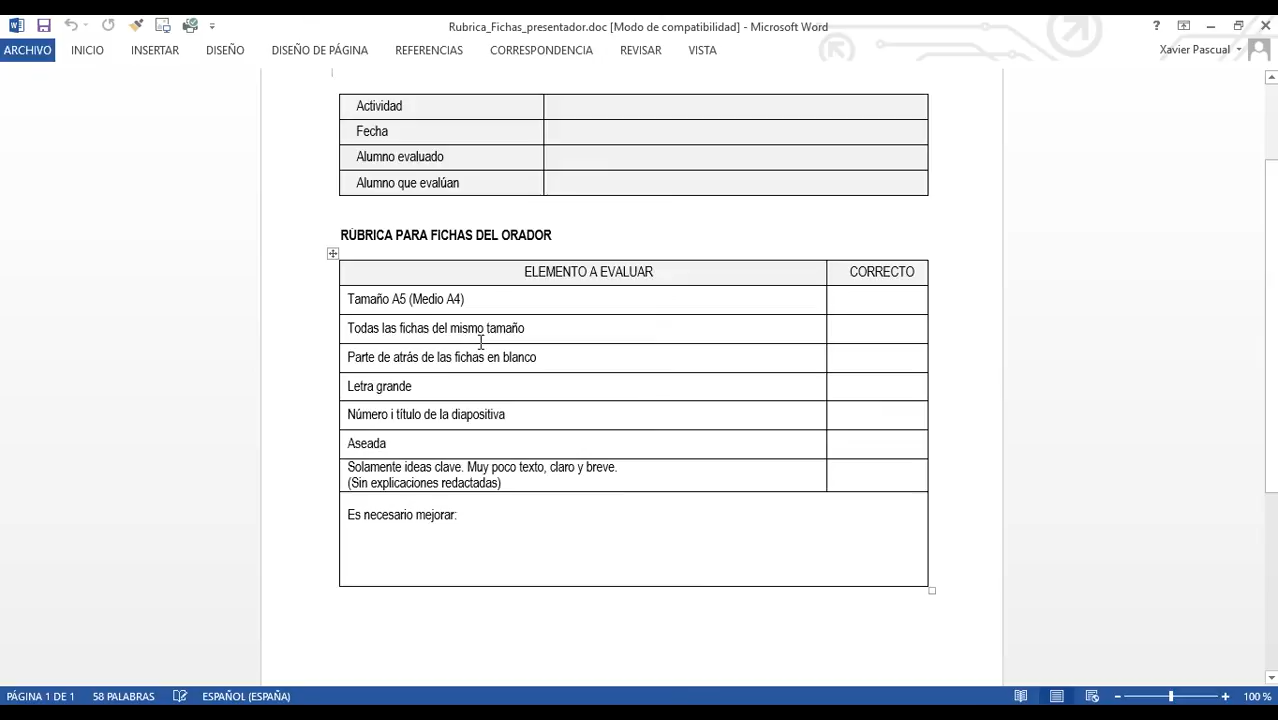 Rubrica_Fichas_presentador.doc [Modo de compatibilidad] - Microsoft Word
ARCHIVO INICIO INSERTAR DISEÑO DISEÑO DE PÁGINA REFERENCIAS CORRESPONDENCIA REVISAR VISTA Xavier Pascual
Actividad
Fecha
Alumno evaluado
Alumno que evalúan
RÚBRICA PARA FICHAS DEL ORADOR
ELEMENTO A EVALUAR CORRECTO
Tamaño A5 (Medio A4)
Todas las fichas del mismo tamaño
Parte de atrás de las fichas en blanco
Letra grande
Número i título de la diapositiva
Aseada
Solamente ideas clave. Muy poco texto, claro y breve.
(Sin explicaciones redactadas)
Es necesario mejorar:
PÁGINA 1 DE 1 58 PALABRAS ESPAÑOL (ESPAÑA) 100 %